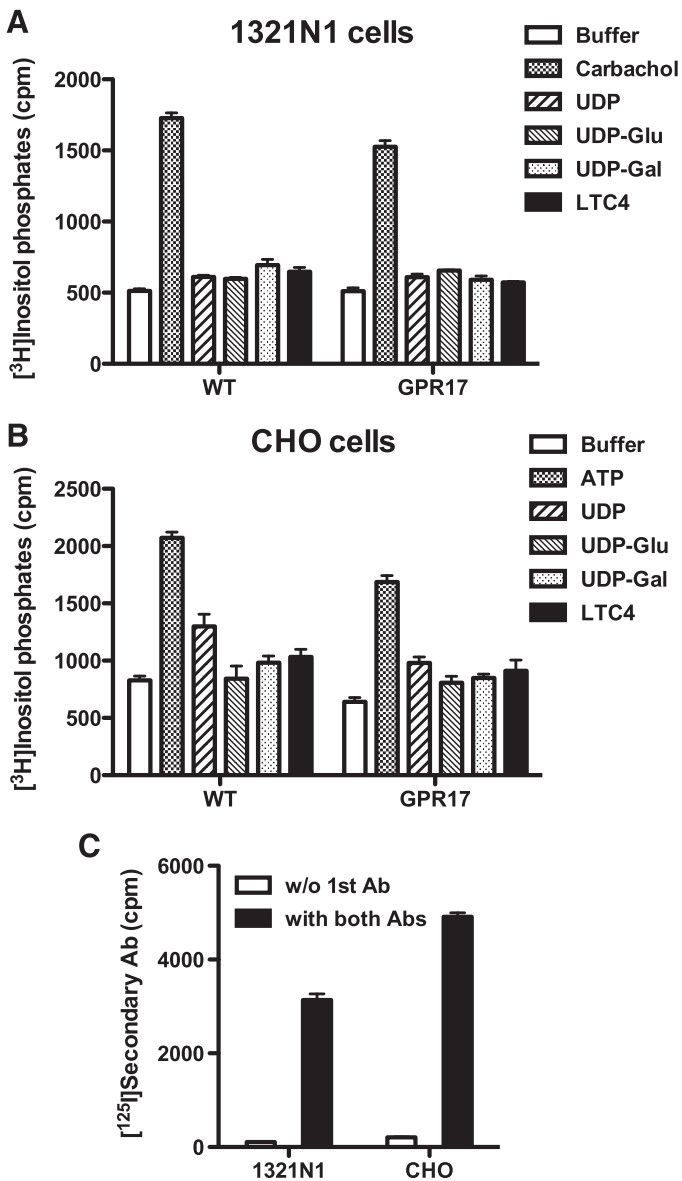 A
1321N1 cells
[³H]Inositol phosphates (cpm)
2000
1500
1000
500
0
WT
GPR17
Buffer
Carbachol
UDP
UDP-Glu
UDP-Gal
LTC4
B
CHO cells
[³H]Inositol phosphates (cpm)
2500
2000
1500
1000
500
0
WT
GPR17
Buffer
ATP
UDP
UDP-Glu
UDP-Gal
LTC4
C
[¹²⁵I]Secondary Ab (cpm)
6000
4000
2000
0
w/o 1st Ab
with both Abs
1321N1
CHO